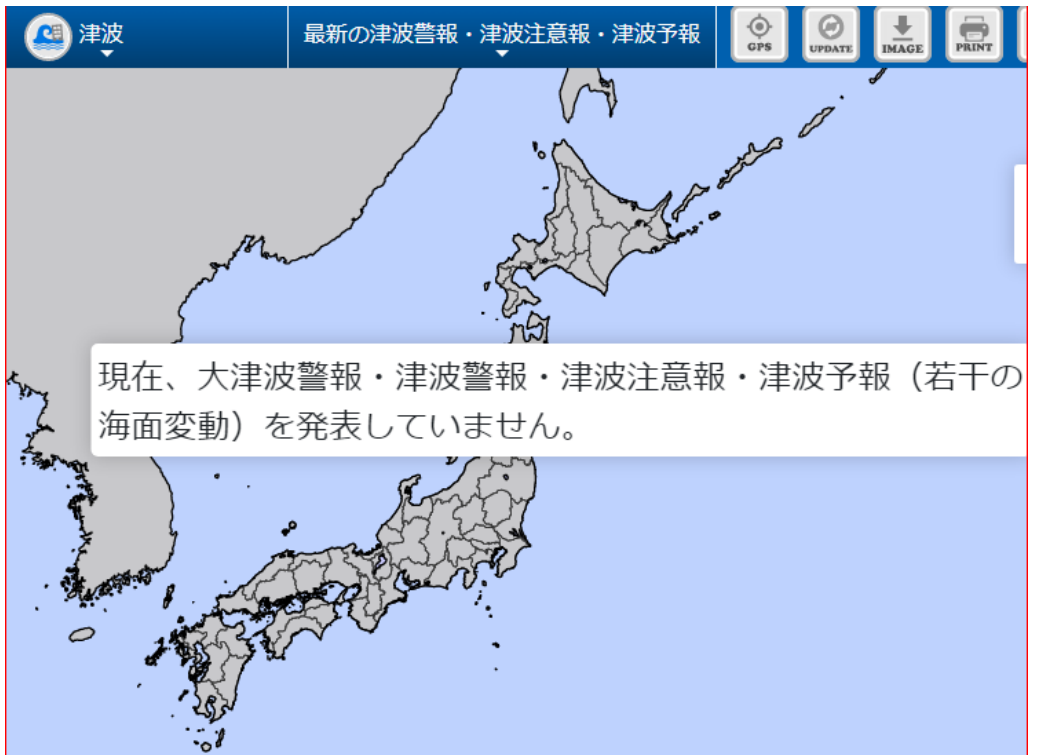 津波
最新の津波警報・津波注意報・津波予報
GPS
UPDATE
IMAGE
PRINT
現在、大津波警報・津波警報・津波注意報・津波予報（若干の
海面変動）を発表していません。